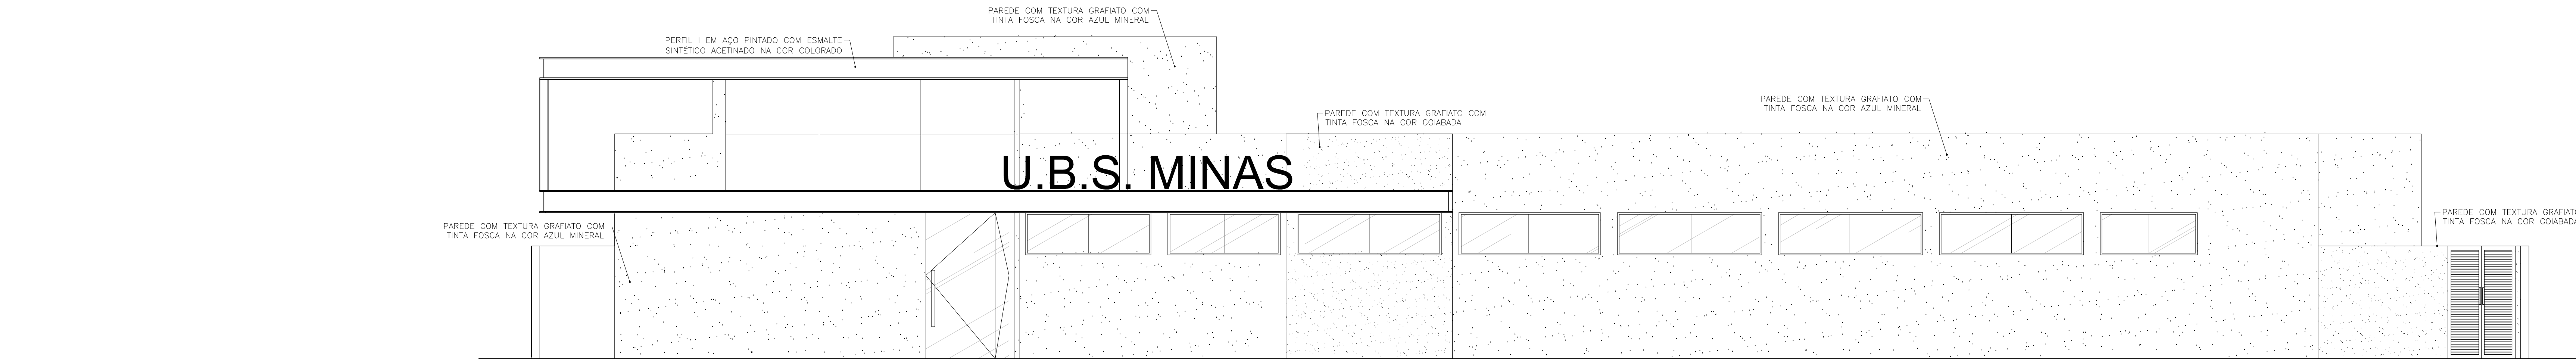 PAREDE COM TEXTURA GRAFIATO COM
TINTA FOSCA NA COR AZUL MINERAL
PERFIL I EM AÇO PINTADO COM ESMALTE
SINTÉTICO ACETINADO NA COR COLORADO
PAREDE COM TEXTURA GRAFIATO COM
TINTA FOSCA NA COR AZUL MINERAL
PAREDE COM TEXTURA GRAFIATO COM
TINTA FOSCA NA COR GOIABADA
U.B.S. MINAS
PAREDE COM TEXTURA GRAFIATO COM
TINTA FOSCA NA COR AZUL MINERAL
PAREDE COM TEXTURA
TINTA FOSCA NA COR GOIABADA